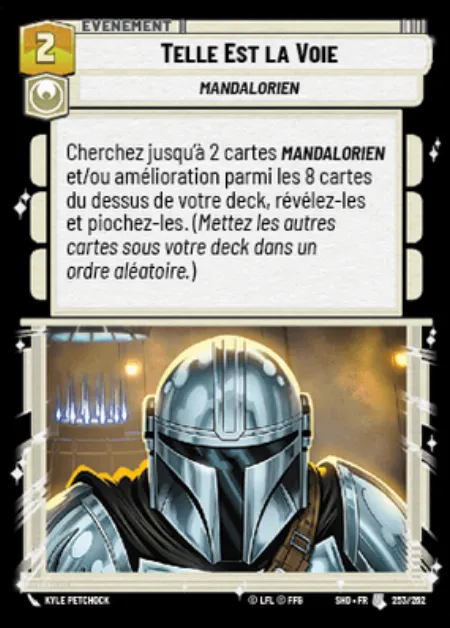 ÉVÉNEMENT
2
TELLE EST LA VOIE
MANDALORIEN
Cherchez jusqu'à 2 cartes MANDALORIEN
et/ou amélioration parmi les 8 cartes
du dessus de votre deck, révélez-les
et piochez-les. (Mettez les autres
cartes sous votre deck dans un
ordre aléatoire.)
KYLE PETCHOCK
© LFL ℗ FFG
SHD • FR
253/262